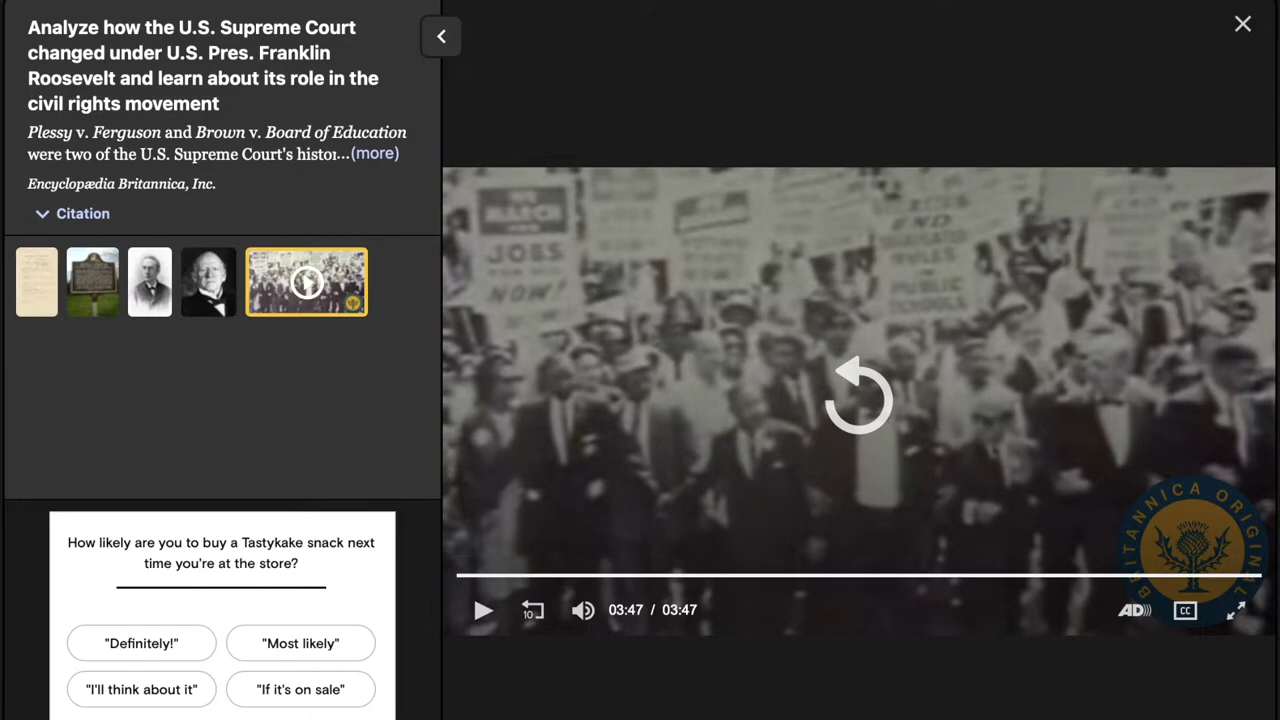 Analyze how the U.S. Supreme Court
changed under U.S. Pres. Franklin
Roosevelt and learn about its role in the
civil rights movement
Plessy v. Ferguson and Brown v. Board of Education
were two of the U.S. Supreme Court's histor...(more)
Encyclopædia Britannica, Inc.
Citation
MARCH
JOBS
NOW!
END
RULES
PUBLIC
SCHOOLS
BRITANNICA ORIGINAL
10
03:47 / 03:47
AD
CC
How likely are you to buy a Tastykake snack next
time you're at the store?
"Definitely!"
"Most likely"
"I'll think about it"
"If it's on sale"